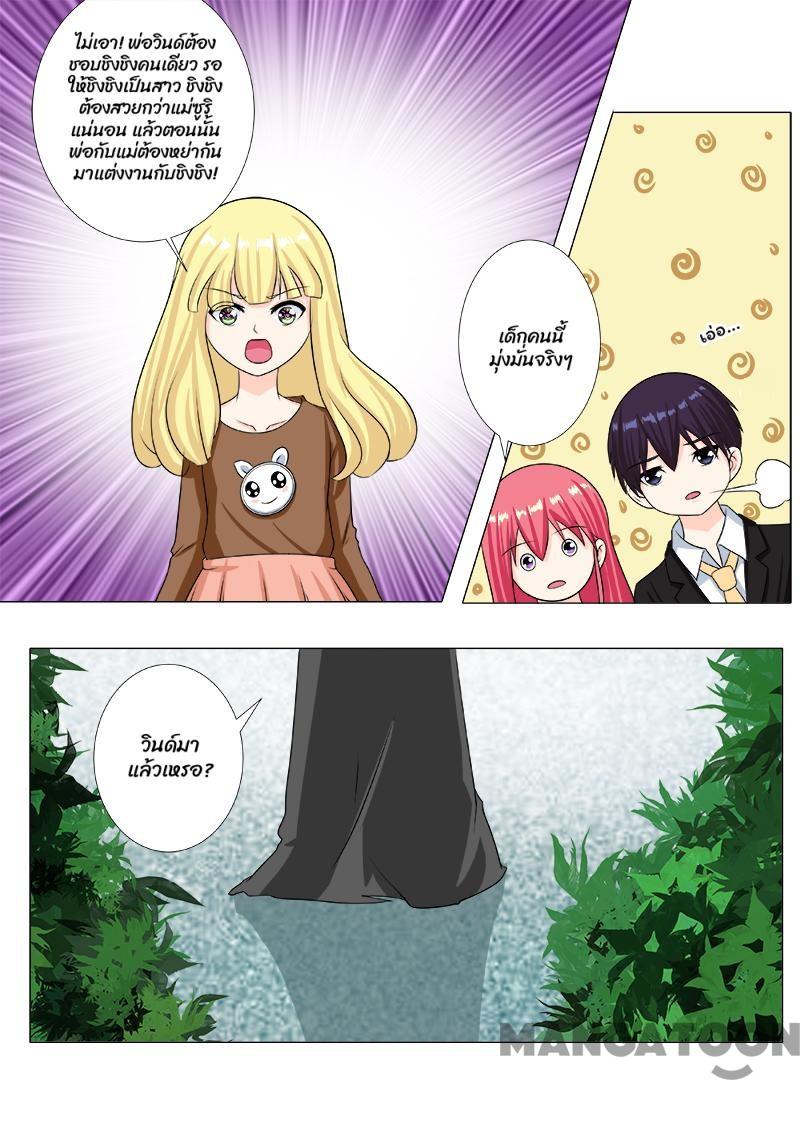 ไม่เอา! พ่อวินด์ต้อง
ชอบชิงชิงคนเดียว รอ
ให้ชิงชิงเป็นสาว ชิงชิง
ต้องสวยกว่าแม่ซูริ
แน่นอน แล้วตอนนั้น
พ่อกับแม่ต้องหย่ากัน
มาแต่งงานกับชิงชิง!
เอ่อ...
เด็กคนนี้
มุ่งมั่นจริงๆ
วินด์มา
แล้วเหรอ?
MANGATOON
MANGATOON